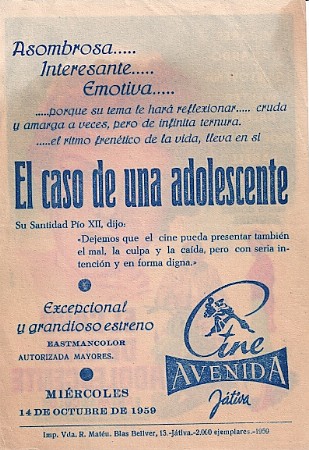 Asombrosa.....
Interesante.....
Emotiva.....
.....porque su tema te hará reflexionar..... cruda
y amarga a veces, pero de infinita ternura.
.....el ritmo frenético de la vida, lleva en sí
El caso de una adolescente
Su Santidad Pío XII, dijo:
«Dejemos que el cine pueda presentar también
el mal, la culpa y la caída, pero con seria in-
tención y en forma digna.»
Excepcional
y grandioso estreno
EASTMANCOLOR
AUTORIZADA MAYORES.
MIÉRCOLES
14 DE OCTUBRE DE 1959
Cine
AVENIDA
Játiva
Imp. Vda. R. Matéu. Blas Bellver, 13.-Játiva.-2.000 ejemplares.-1959